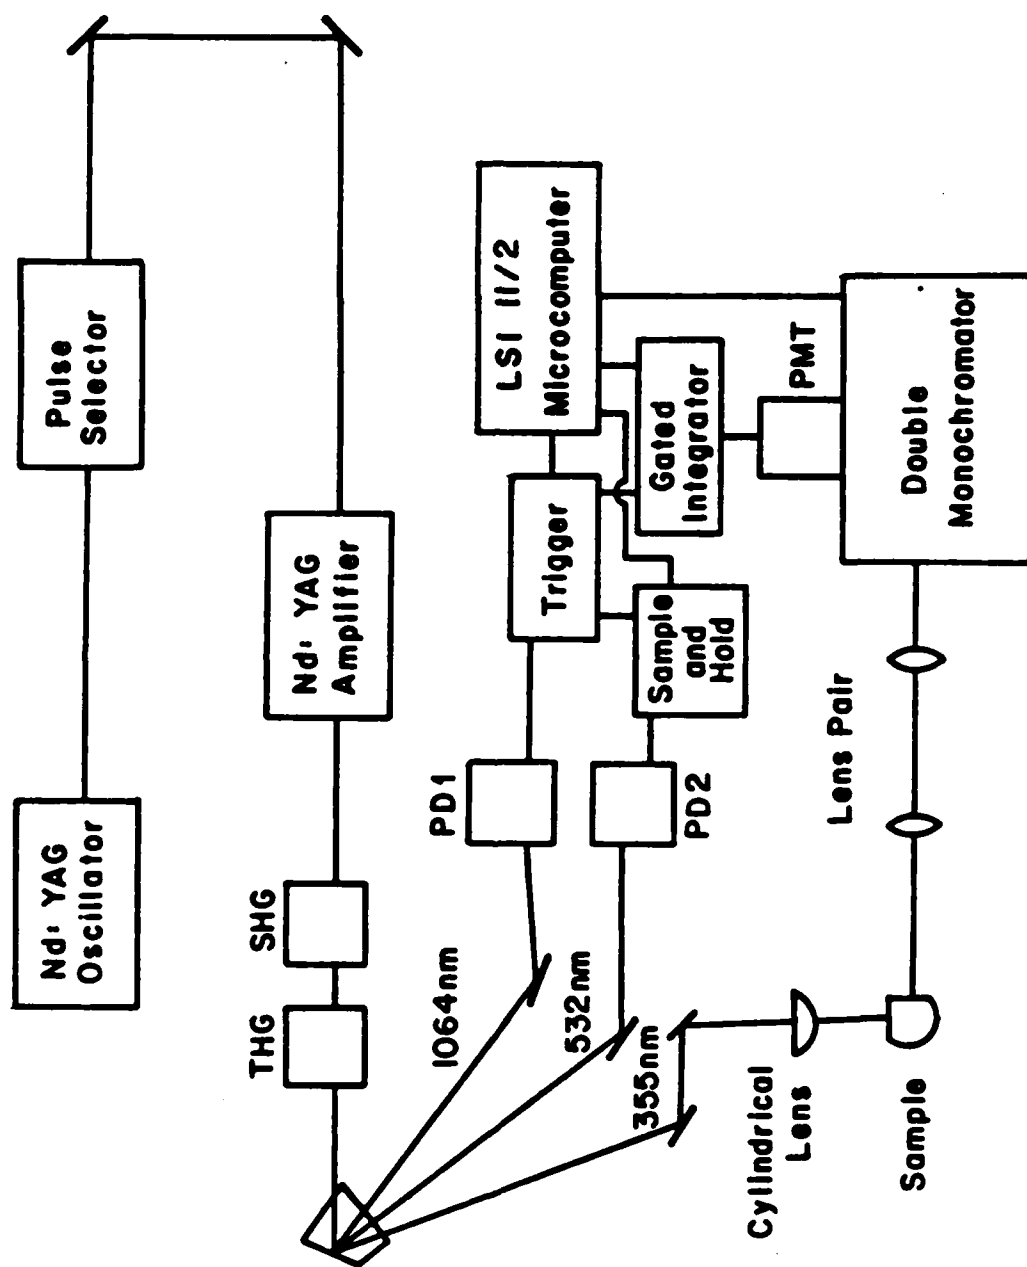 Nd: YAG
Oscillator
Pulse
Selector
THG
SHG
Nd: YAG
Amplifier
1064nm
PD1
Trigger
LSI 11/2
Microcomputer
532nm
PD2
Sample
and
Hold
Gated
Integrator
355nm
PMT
Cylindrical
Lens
Lens Pair
Sample
Double
Monochromator